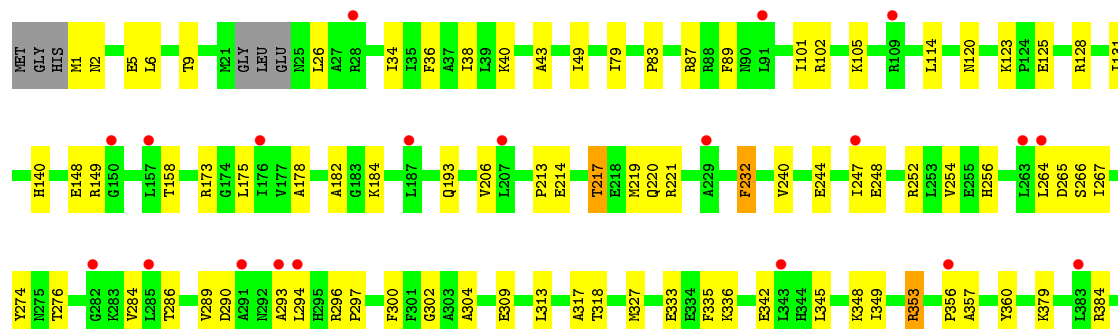 MET GLY HIS M1 N2 E5 L6 T9 M21 GLY LEU GLU N25 L26 A27 R28 I34 I35 F36 A37 I38 L39 K40 A43 I49 I79 P83 R87 R88 F89 N90 L91 I101 R102 K105 R109 L114 N120 K123 P124 E125 R128 I131
H140 E148 R149 G150 L157 T158 R173 G174 L175 I176 V177 A178 A182 G183 K184 L187 Q193 V206 L207 P213 E214 T217 E218 M219 Q220 R221 A229 F232 V240 E244 I247 E248 R252 L253 V254 E255 H256 L263 L264 D265 S266 I267
Y274 N275 T276 G282 K283 V284 L285 T286 V289 D290 A291 N292 A293 L294 H295 R296 P297 F300 F301 G302 A303 A304 E309 L313 A317 T318 M327 E333 E334 F335 K336 E342 L343 H344 L345 K348 I349 R353 P356 A357 Y360 K379 L383 R384